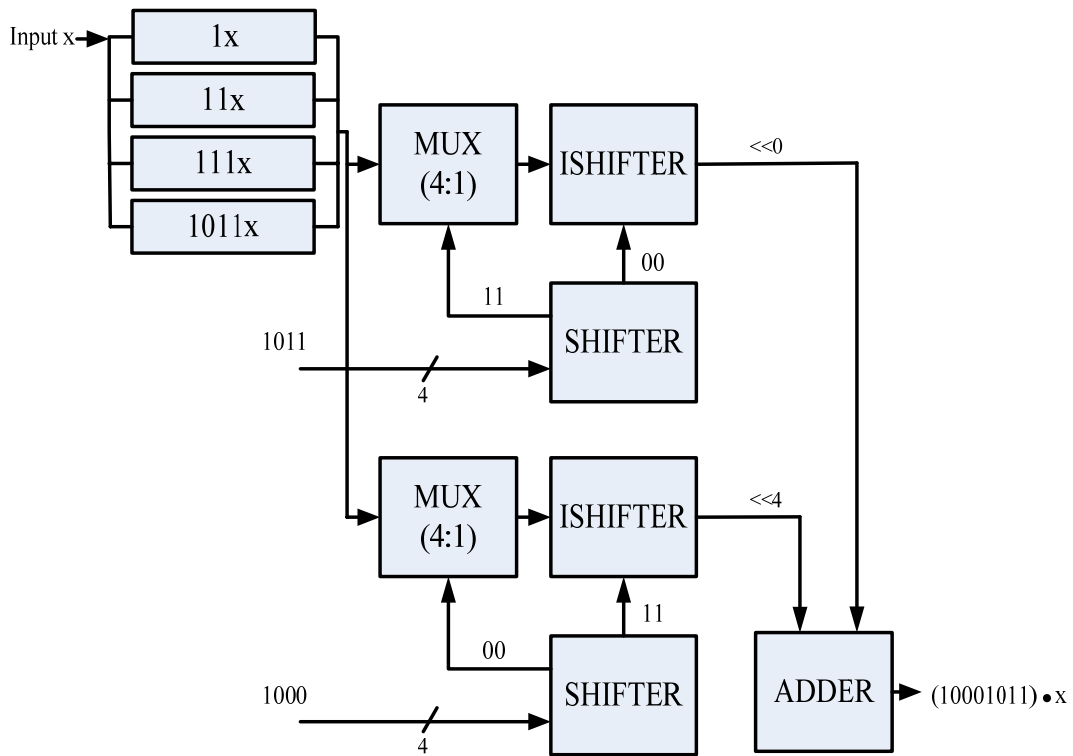 Input x
1x
11x
111x
1011x
MUX
(4:1)
ISHIFTER
<<0
00
11
SHIFTER
1011
4
MUX
(4:1)
ISHIFTER
<<4
11
00
SHIFTER
1000
4
ADDER
(10001011) • x